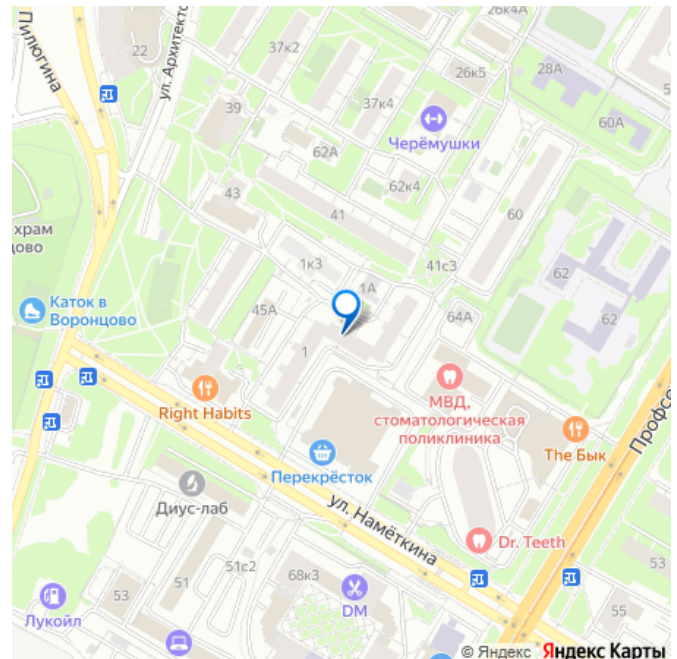 Пилюгина
ул. Архитекто
22
37к2
26к5
28А
39
37к4
60А
Черёмушки
62А
62к4
43
41
60
храм
цово
1к3
41с3
62
1А
Каток в
Воронцово
45А
64А
62
1
Right Habits
МВД,
стоматологическая
поликлиника
The Бык
Профсо
Перекрёсток
Диус-лаб
ул. Намёткина
Dr. Teeth
51с2
51
68к3
53
53
Лукойл
DM
55
© Яндекс Яндекс Карты